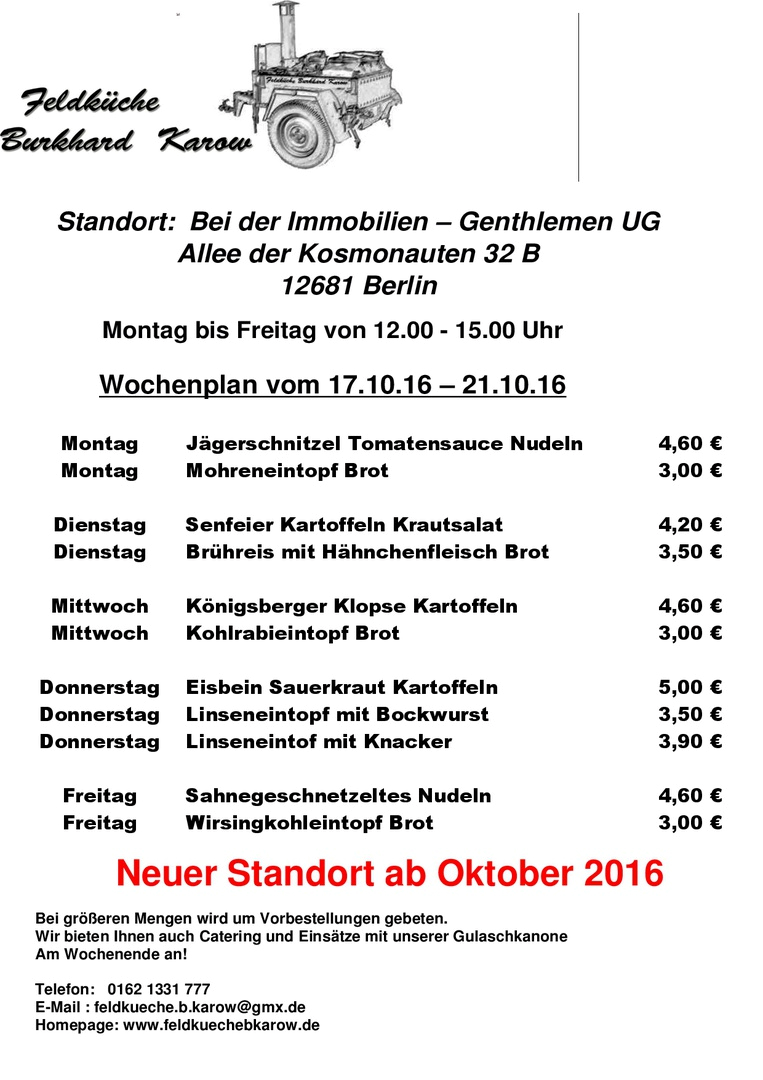 Feldküche
Burkhard Karow
Feldküche Burkhard Karow
Standort: Bei der Immobilien – Genthlemen UG
Allee der Kosmonauten 32 B
12681 Berlin
Montag bis Freitag von 12.00 - 15.00 Uhr
Wochenplan vom 17.10.16 – 21.10.16
Montag Jägerschnitzel Tomatensauce Nudeln 4,60 €
Montag Mohreneintopf Brot 3,00 €
Dienstag Senfeier Kartoffeln Krautsalat 4,20 €
Dienstag Brühreis mit Hähnchenfleisch Brot 3,50 €
Mittwoch Königsberger Klopse Kartoffeln 4,60 €
Mittwoch Kohlrabieintopf Brot 3,00 €
Donnerstag Eisbein Sauerkraut Kartoffeln 5,00 €
Donnerstag Linseneintopf mit Bockwurst 3,50 €
Donnerstag Linseneintof mit Knacker 3,90 €
Freitag Sahnegeschnetzeltes Nudeln 4,60 €
Freitag Wirsingkohleintopf Brot 3,00 €
Neuer Standort ab Oktober 2016
Bei größeren Mengen wird um Vorbestellungen gebeten.
Wir bieten Ihnen auch Catering und Einsätze mit unserer Gulaschkanone
Am Wochenende an!
Telefon: 0162 1331 777
E-Mail : feldkueche.b.karow@gmx.de
Homepage: www.feldkuechebkarow.de